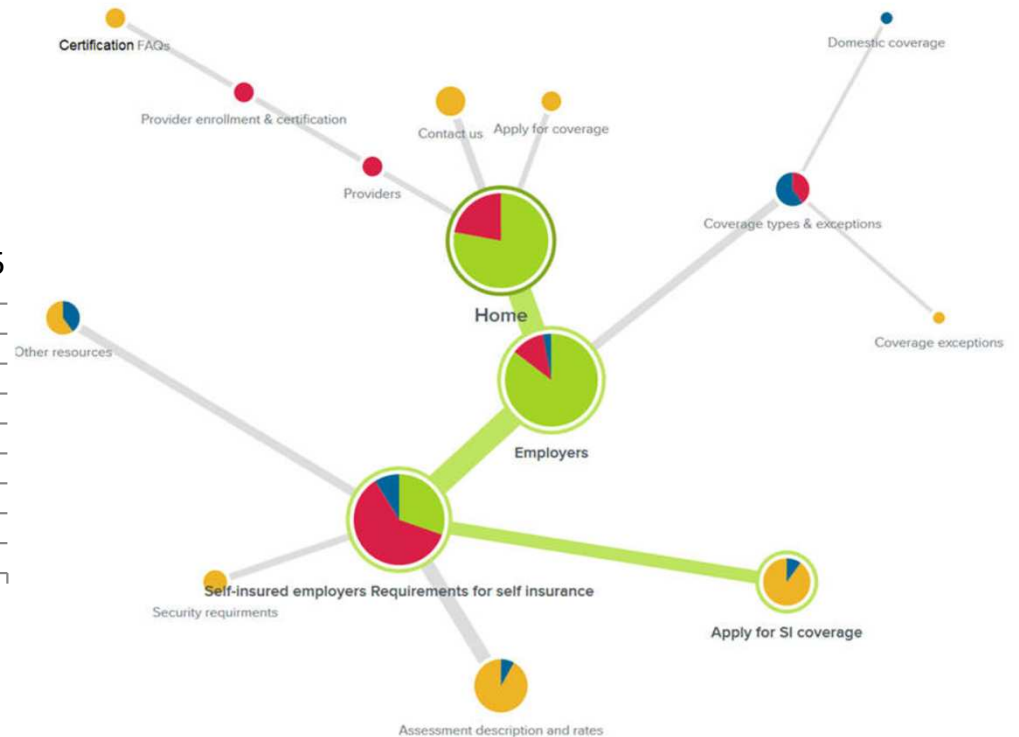 Certification FAQs
Domestic coverage
Provider enrollment & certification
Contact us
Apply for coverage
Providers
Coverage types & exceptions
5
Home
Other resources
Coverage exceptions
Employers
Self-insured employers Requirements for self insurance
Security requirments
Apply for SI coverage
Assessment description and rates